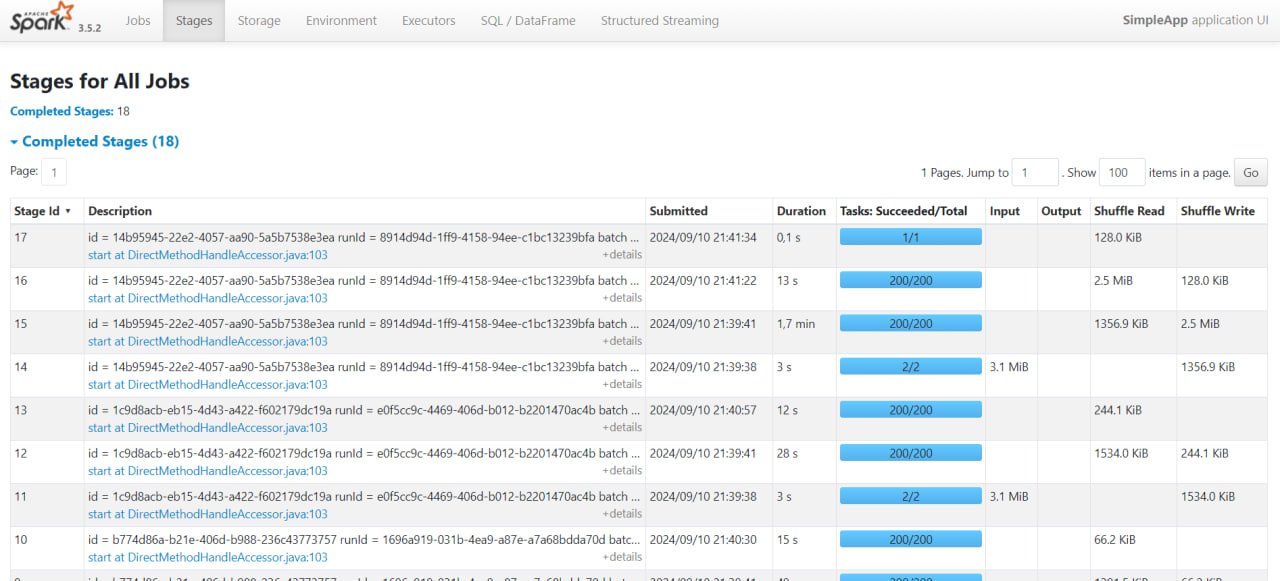 APACHE
Spark 3.5.2 Jobs Stages Storage Environment Executors SQL / DataFrame Structured Streaming SimpleApp application UI
Stages for All Jobs
Completed Stages: 18
Completed Stages (18)
Page: 1 1 Pages. Jump to 1 . Show 100 items in a page. Go
Stage Id ▾ Description Submitted Duration Tasks: Succeeded/Total Input Output Shuffle Read Shuffle Write
17 id = 14b95945-22e2-4057-aa90-5a5b7538e3ea runId = 8914d94d-1ff9-4158-94ee-c1bc13239bfa batch ... 2024/09/10 21:41:34 0,1 s 1/1 128.0 KiB
start at DirectMethodHandleAccessor.java:103 +details
16 id = 14b95945-22e2-4057-aa90-5a5b7538e3ea runId = 8914d94d-1ff9-4158-94ee-c1bc13239bfa batch ... 2024/09/10 21:41:22 13 s 200/200 2.5 MiB 128.0 KiB
start at DirectMethodHandleAccessor.java:103 +details
15 id = 14b95945-22e2-4057-aa90-5a5b7538e3ea runId = 8914d94d-1ff9-4158-94ee-c1bc13239bfa batch ... 2024/09/10 21:39:41 1,7 min 200/200 1356.9 KiB 2.5 MiB
start at DirectMethodHandleAccessor.java:103 +details
14 id = 14b95945-22e2-4057-aa90-5a5b7538e3ea runId = 8914d94d-1ff9-4158-94ee-c1bc13239bfa batch ... 2024/09/10 21:39:38 3 s 2/2 3.1 MiB 1356.9 KiB
start at DirectMethodHandleAccessor.java:103 +details
13 id = 1c9d8acb-eb15-4d43-a422-f602179dc19a runId = e0f5cc9c-4469-406d-b012-b2201470ac4b batch ... 2024/09/10 21:40:57 12 s 200/200 244.1 KiB
start at DirectMethodHandleAccessor.java:103 +details
12 id = 1c9d8acb-eb15-4d43-a422-f602179dc19a runId = e0f5cc9c-4469-406d-b012-b2201470ac4b batch ... 2024/09/10 21:39:41 28 s 200/200 1534.0 KiB 244.1 KiB
start at DirectMethodHandleAccessor.java:103 +details
11 id = 1c9d8acb-eb15-4d43-a422-f602179dc19a runId = e0f5cc9c-4469-406d-b012-b2201470ac4b batch ... 2024/09/10 21:39:38 3 s 2/2 3.1 MiB 1534.0 KiB
start at DirectMethodHandleAccessor.java:103 +details
10 id = b774d86a-b21e-406d-b988-236c43773757 runId = 1696a919-031b-4ea9-a87e-a7a68bdda70d batc... 2024/09/10 21:40:30 15 s 200/200 66.2 KiB
start at DirectMethodHandleAccessor.java:103 +details